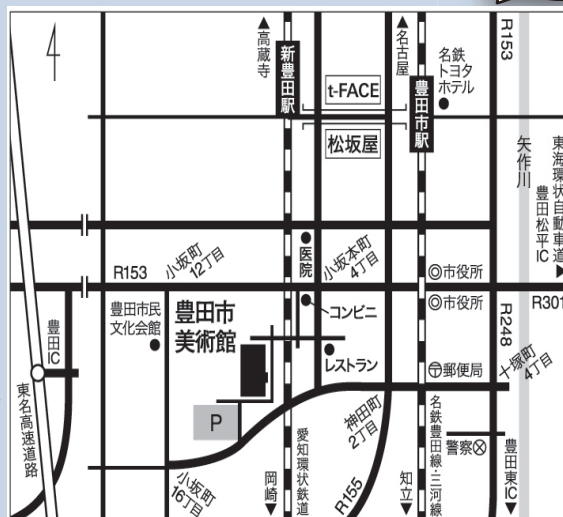 高蔵寺
新豊田駅
t-FACE
松坂屋
名古屋
豊田市駅
名鉄
トヨタ
ホテル
R153
矢作川
東海環状自動車道
豊田松平IC
R153
小坂町
12丁目
医院
小坂本町
4丁目
◎市役所
◎市役所
R301
豊田IC
豊田市民
文化会館
豊田市
美術館
コンビニ
レストラン
〒郵便局
R248
十塚町
4丁目
東名高速道路
P
小坂町
16丁目
岡崎
愛知環状鉄道
神田町
2丁目
R155
知立
名鉄豊田線・三河線
警察
豊田東IC